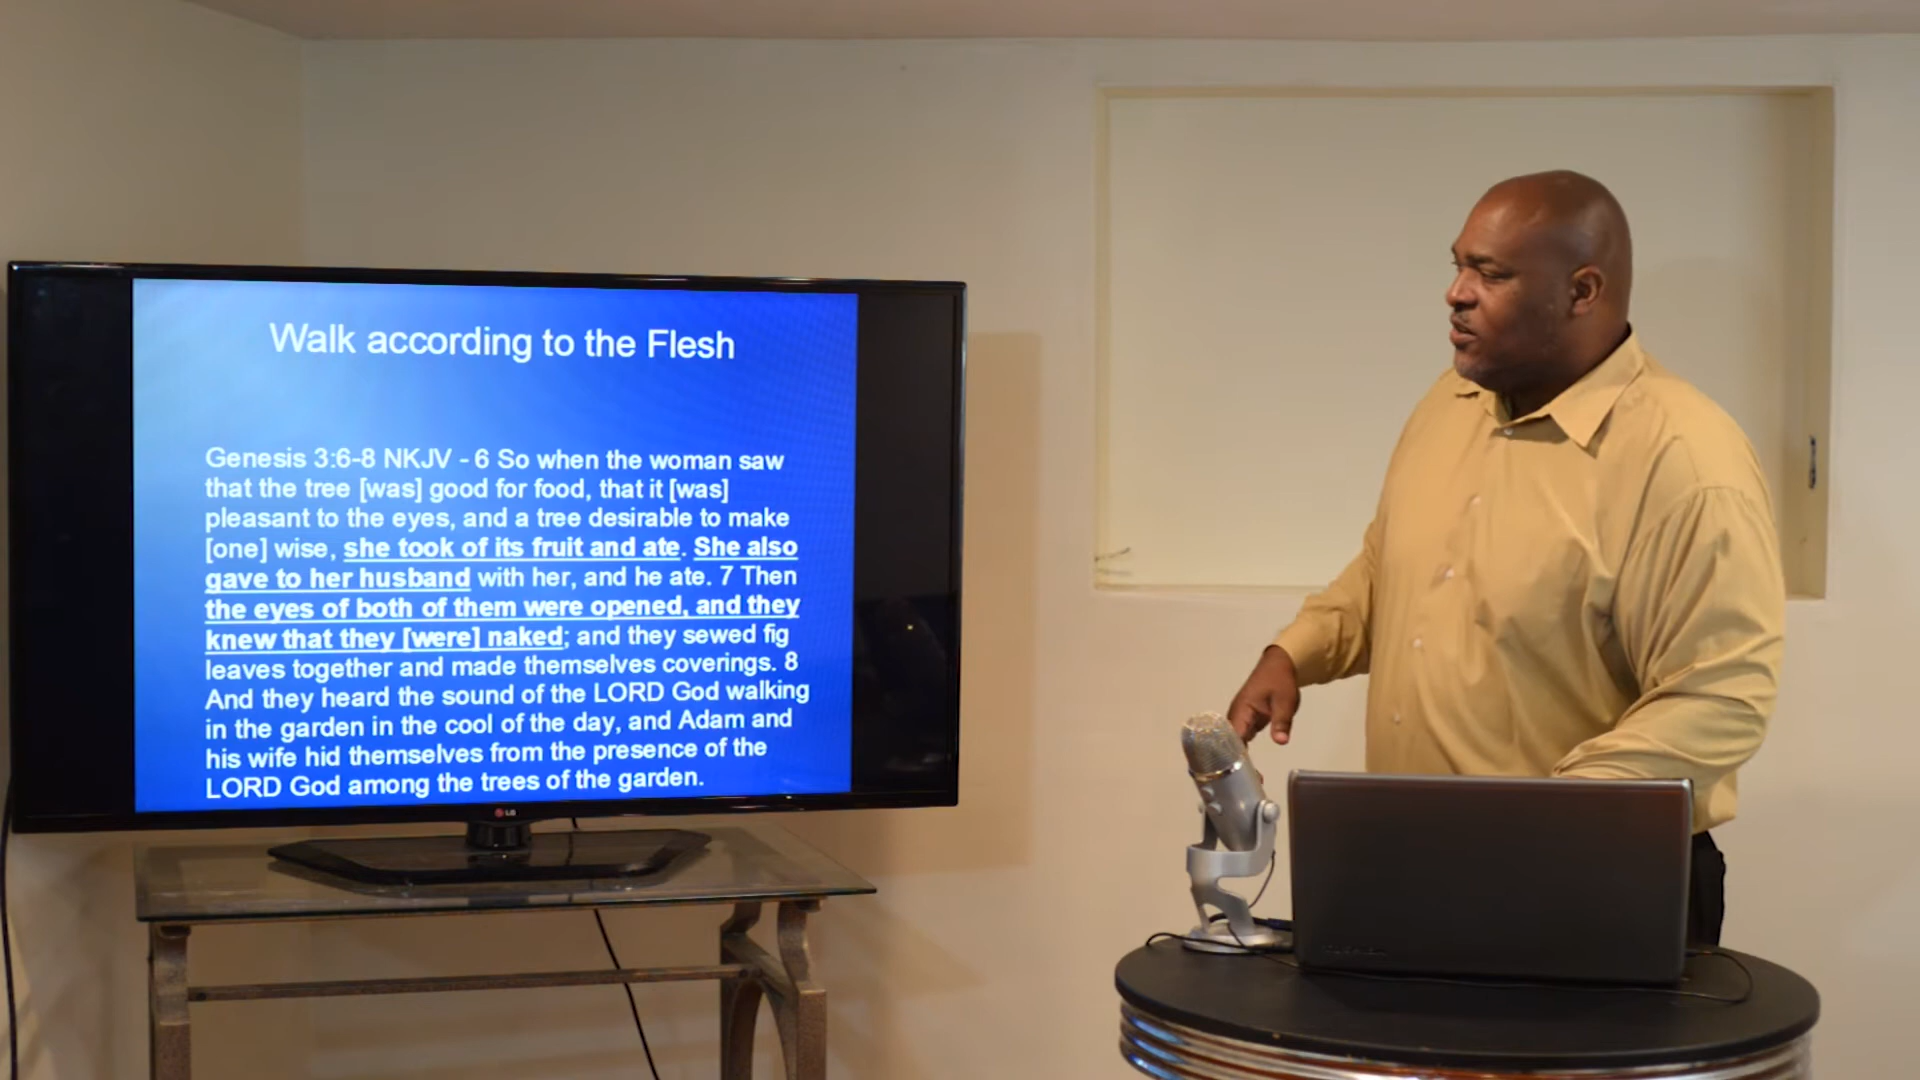 Walk according to the Flesh
Genesis 3:6-8 NKJV - 6 So when the woman saw
that the tree [was] good for food, that it [was]
pleasant to the eyes, and a tree desirable to make
[one] wise, she took of its fruit and ate. She also
gave to her husband with her, and he ate. 7 Then
the eyes of both of them were opened, and they
knew that they [were] naked; and they sewed fig
leaves together and made themselves coverings. 8
And they heard the sound of the LORD God walking
in the garden in the cool of the day, and Adam and
his wife hid themselves from the presence of the
LORD God among the trees of the garden.
LG